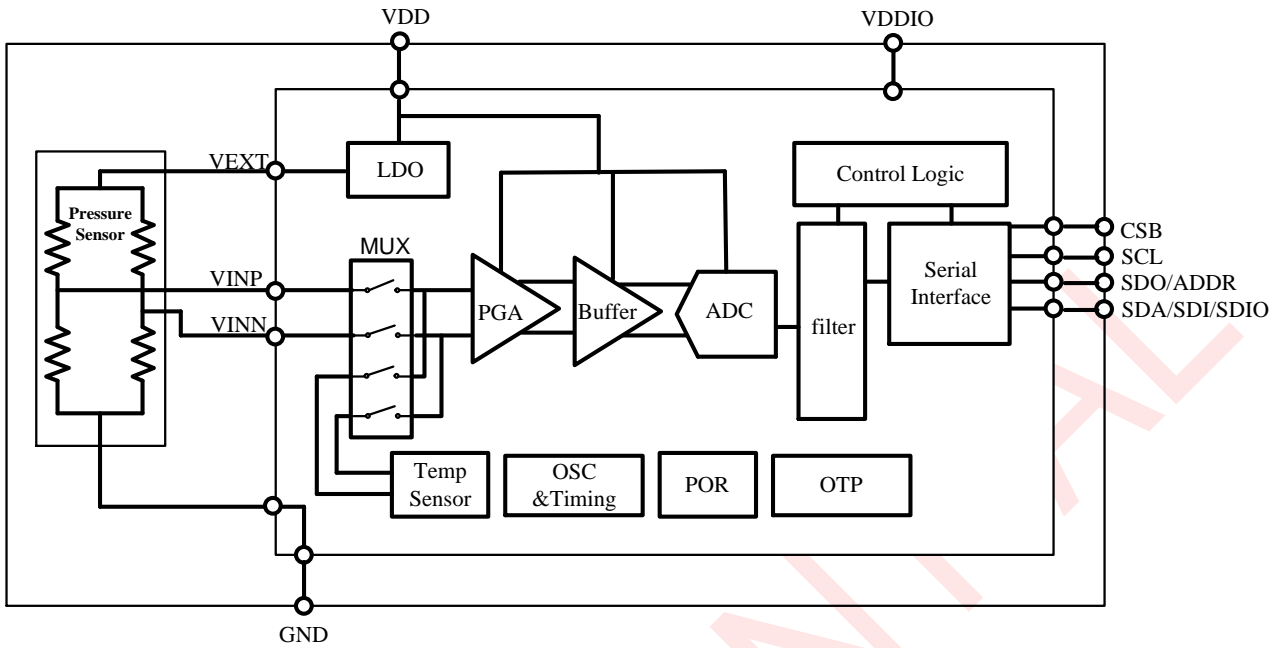 VDD
VDDIO
VEXT
LDO
Control Logic
Pressure
Sensor
MUX
CSB
SCL
SDO/ADDR
SDA/SDI/SDIO
VINP
VINN
PGA
Buffer
ADC
filter
Serial
Interface
Temp
Sensor
OSC
&Timing
POR
OTP
GND